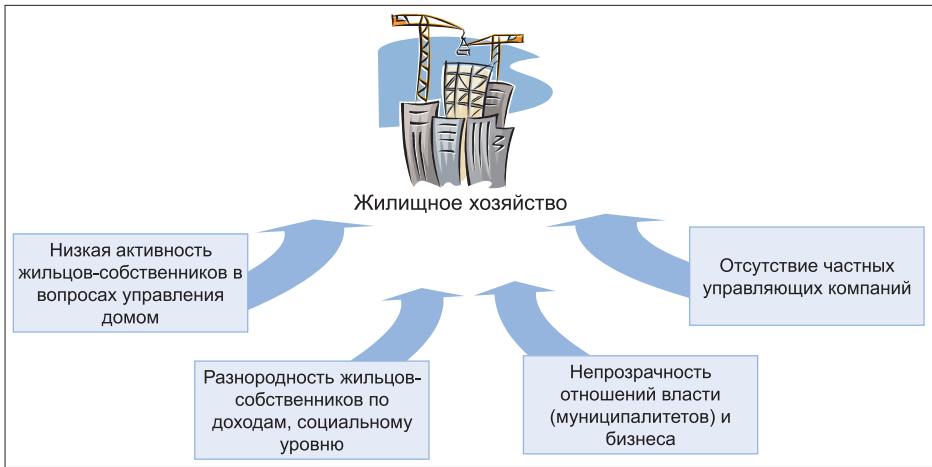 Жилищное хозяйство
Низкая активность
жильцов-собственников в
вопросах управления
домом
Разнородность жильцов-
собственников по
доходам, социальному
уровню
Непрозрачность
отношений власти
(муниципалитетов) и
бизнеса
Отсутствие частных
управляющих компаний